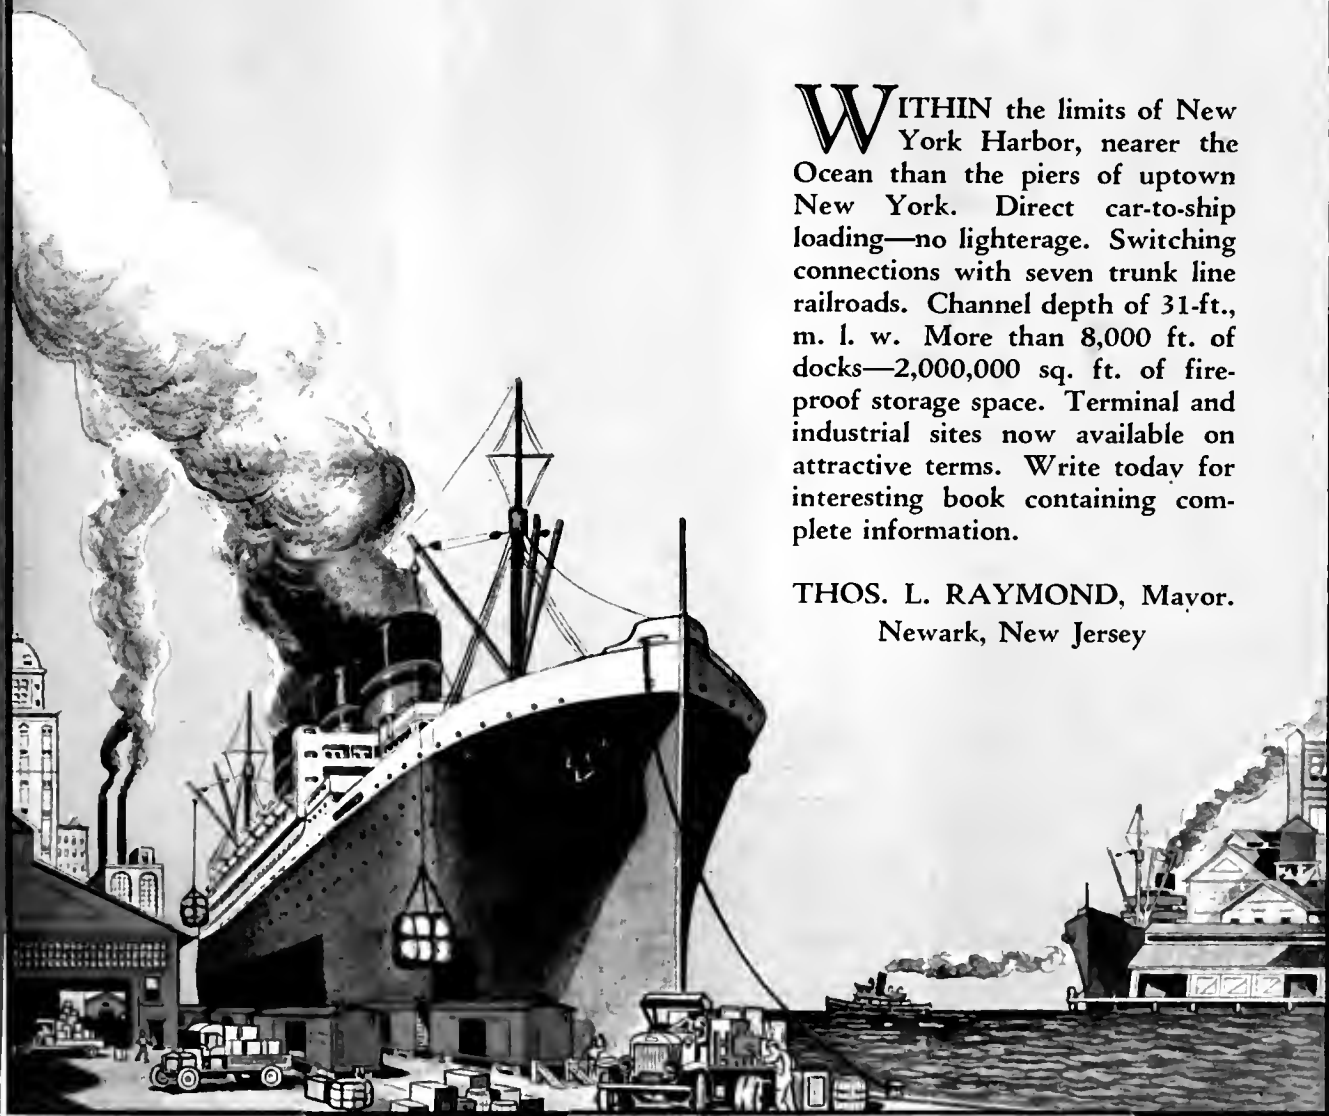 WITHIN the limits of New
York Harbor, nearer the
Ocean than the piers of uptown
New York. Direct car-to-ship
loading—no lighterage. Switching
connections with seven trunk line
railroads. Channel depth of 31-ft.,
m. l. w. More than 8,000 ft. of
docks—2,000,000 sq. ft. of fire-
proof storage space. Terminal and
industrial sites now available on
attractive terms. Write today for
interesting book containing com-
plete information.
THOS. L. RAYMOND, Mayor.
Newark, New Jersey